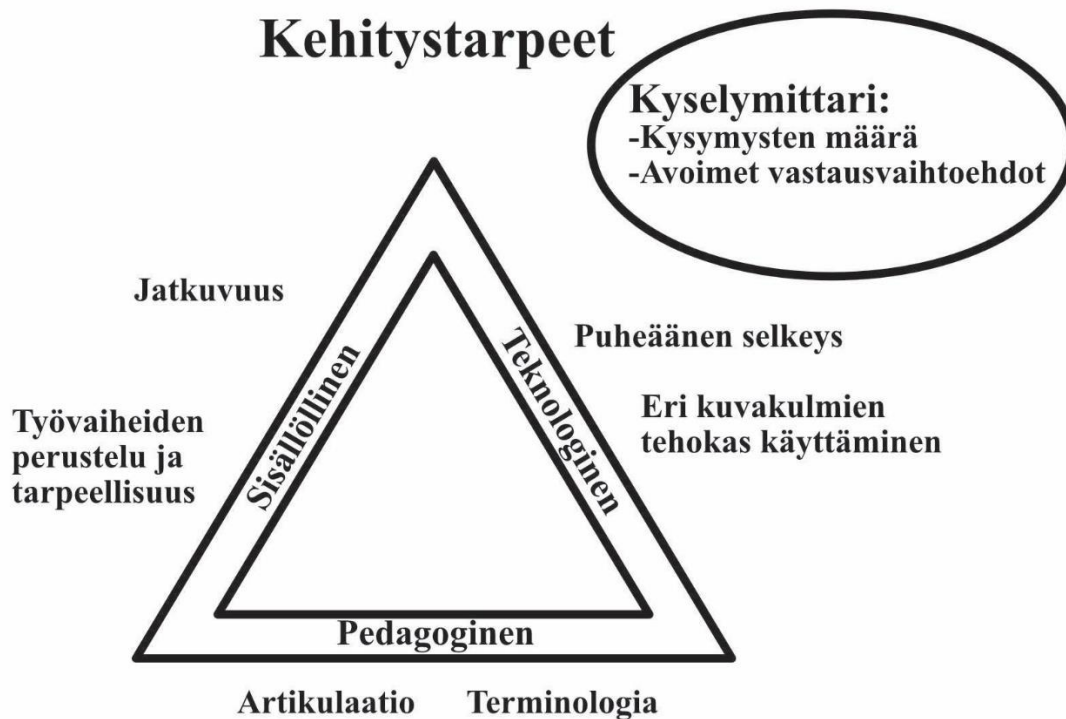 Kehitystarpeet
Kyselymittari:
-Kysymysten määrä
-Avoimet vastausvaihtoehdot
Jatkuvuus
Työvaiheiden
perustelu ja
tarpeellisuus
Sisällöllinen
Teknologinen
Puheäänen selkeys
Eri kuvakulmien
tehokas käyttäminen
Pedagoginen
Artikulaatio Terminologia